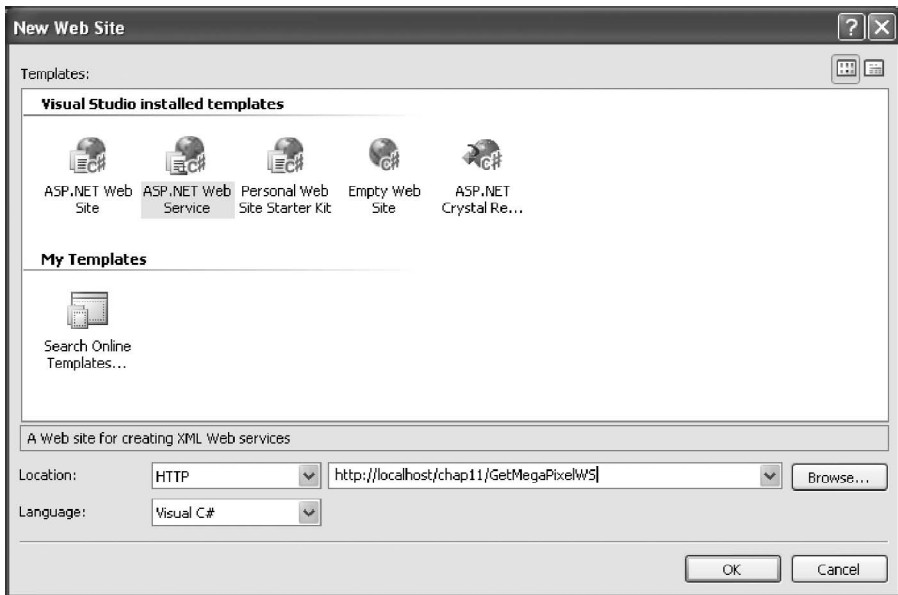 New Web Site
Templates:
Visual Studio installed templates
ASP.NET Web Site
ASP.NET Web Service
Personal Web Site Starter Kit
Empty Web Site
ASP.NET Crystal Re...
My Templates
Search Online Templates...
A Web site for creating XML Web services
Location:
HTTP
http://localhost/chap11/GetMegaPixelWS
Browse...
Language:
Visual C#
OK
Cancel